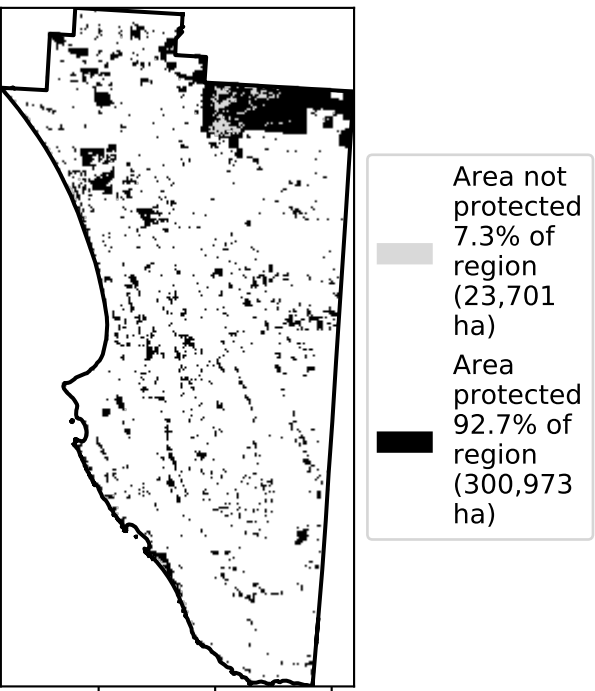 Area not
protected
7.3% of
region
(23,701
ha)
Area
protected
92.7% of
region
(300,973
ha)